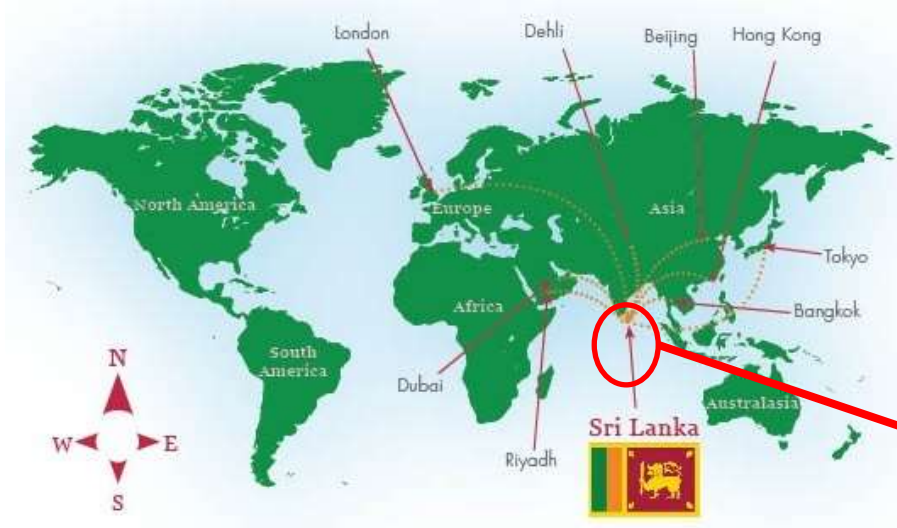 London
Dehli
Beijing
Hong Kong
North America
Europe
Asia
Tokyo
Africa
Bangkok
South
America
Dubai
Australasia
Sri Lanka
Riyadh
N
W
E
S